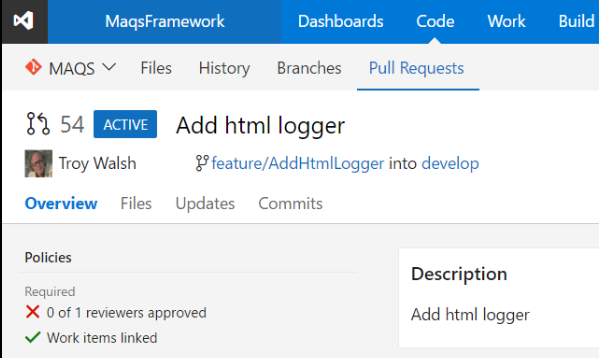 MaqsFramework Dashboards Code Work Build
MAQS Files History Branches Pull Requests
54 ACTIVE Add html logger
Troy Walsh feature/AddHtmlLogger into develop
Overview Files Updates Commits
Policies
Required
0 of 1 reviewers approved
Work items linked
Description
Add html logger